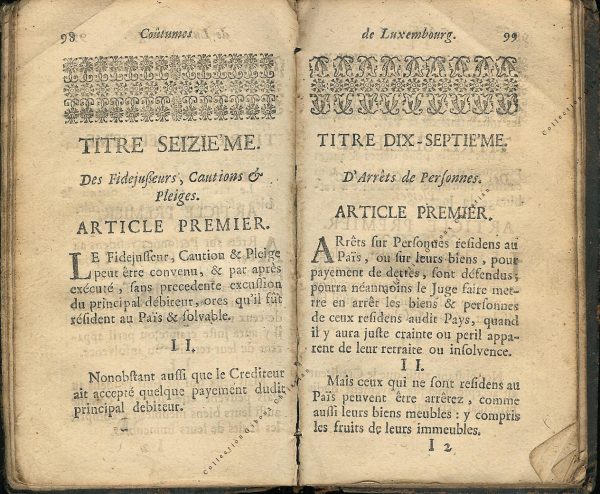 98 Coûtumes
TITRE SEIZIE'ME.
Des Fidejußeurs, Cautions &
Pleiges.
ARTICLE PREMIER.
LE Fidejusseur, Caution & Pleige
peut être convenu, & par après
exécuté, sans precedente excussion
du principal débiteur, ores qu'il fût
résident au Païs & solvable.
II.
Nonobstant aussi que le Crediteur
ait accepté quelque payement dudit
principal debiteur.
de Luxembourg. 99
TITRE DIX-SEPTIE'ME.
D'Arrêts de Personnes.
ARTICLE PREMIER.
ARrêts sur Personnes residens au
Païs, ou sur leurs biens, pour
payement de dettes, sont défendus;
pourra néanmoins le Juge faire met-
tre en arrêt les biens & personnes
de ceux residens audit Pays, quand
il y aura juste crainte ou peril appa-
rent de leur retraite ou insolvence.
II.
Mais ceux qui ne sont residens au
Païs peuvent être arrêtez, comme
aussi leurs biens meubles: y compris
les fruits de leurs immeubles.
I 2